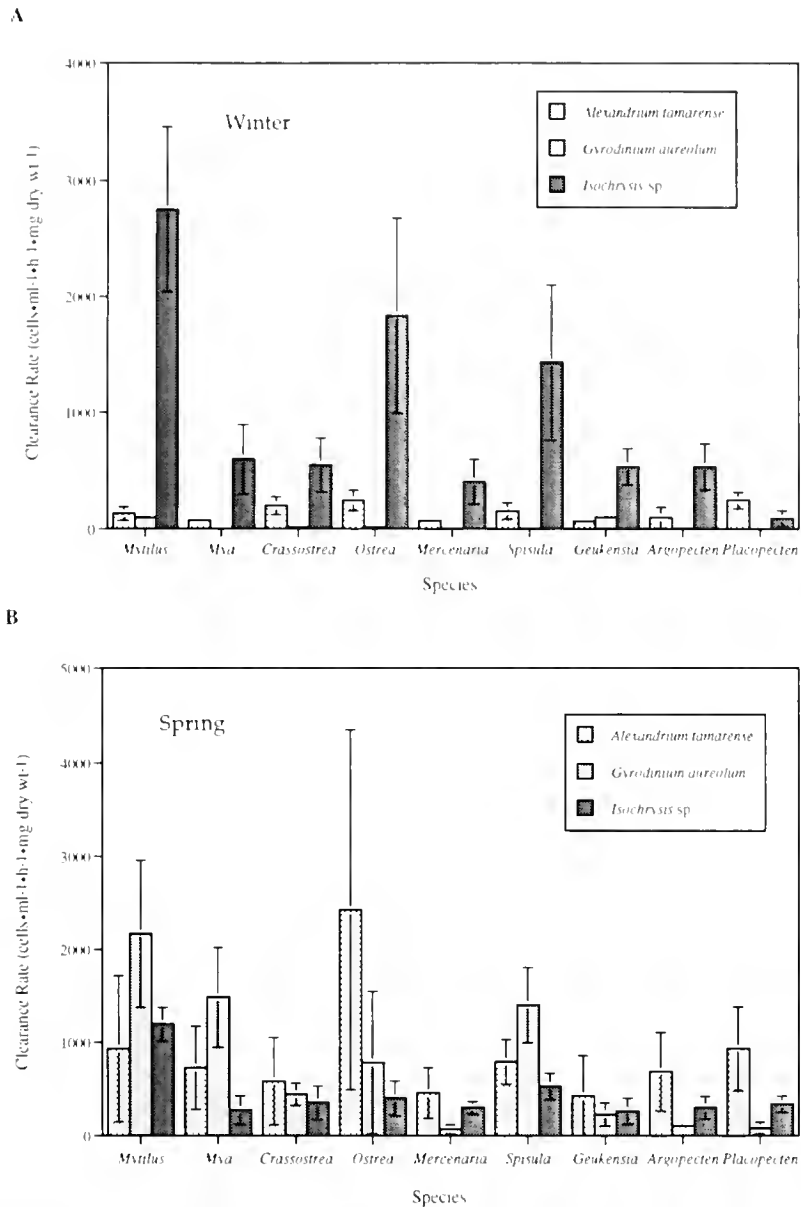 A
4000
3000
2000
1000
0
Clearance Rate (cells•ml-1•h-1•mg dry wt-1)
Winter
Alexandrium tamarense
Gyrodinium aureolum
Isochrysis sp
Mytilus Mya Crassostrea Ostrea Mercenaria Spisula Geukensia Argopecten Placopecten
Species
B
5000
4000
3000
2000
1000
0
Clearance Rate (cells•ml-1•h-1•mg dry wt-1)
Spring
Alexandrium tamarense
Gyrodinium aureolum
Isochrysis sp
Mytilus Mya Crassostrea Ostrea Mercenaria Spisula Geukensia Argopecten Placopecten
Species